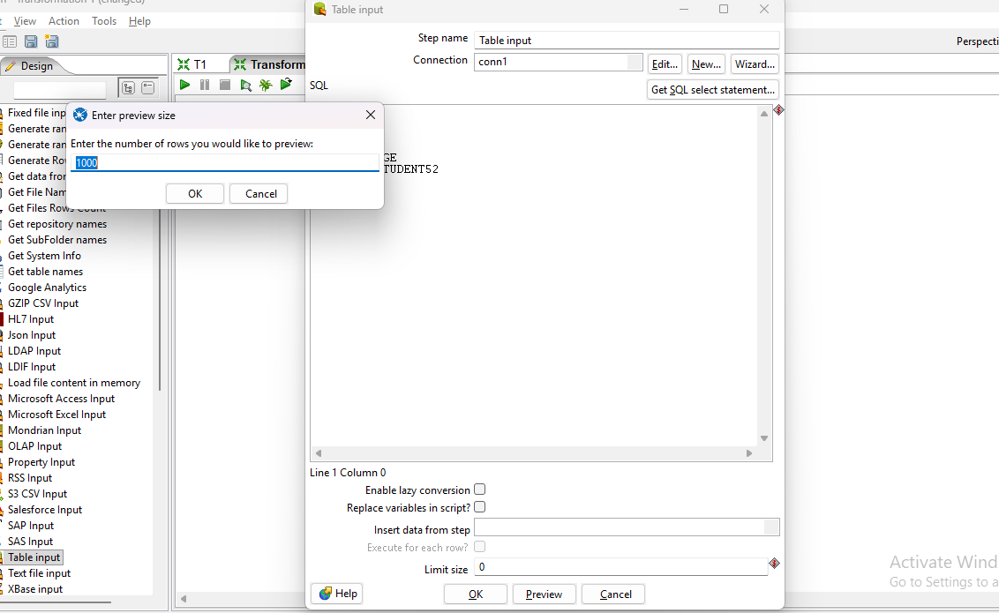 Transformation 1 (changed)
View Action Tools Help
Perspecti
Design
T1
Transform
Fixed file inp
Generate ran
Generate ran
Generate Ro
Get data from
Get File Nam
Get Files Rows Count
Get repository names
Get SubFolder names
Get System Info
Get table names
Google Analytics
GZIP CSV Input
HL7 Input
Json Input
LDAP Input
LDIF Input
Load file content in memory
Microsoft Access Input
Microsoft Excel Input
Mondrian Input
OLAP Input
Property Input
RSS Input
S3 CSV Input
Salesforce Input
SAP Input
SAS Input
Table input
Text file input
XBase input
Enter preview size
Enter the number of rows you would like to preview:
1000
OK Cancel
Table input
Step name Table input
Connection conn1 Edit... New... Wizard...
SQL Get SQL select statement...
GE
TUDENT52
Line 1 Column 0
Enable lazy conversion
Replace variables in script?
Insert data from step
Execute for each row?
Limit size 0
Help OK Preview Cancel
Activate Wind
Go to Settings to a